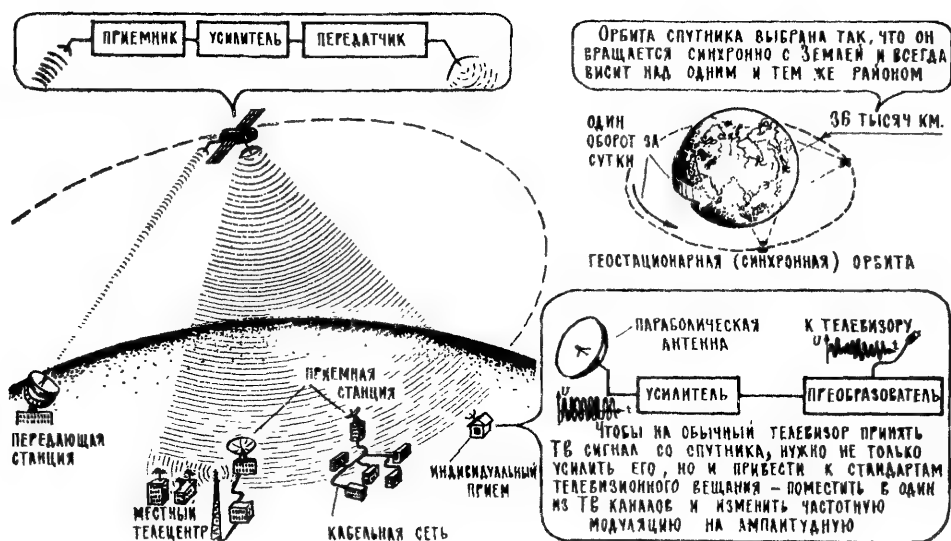 ПРИЕМНИК
УСИЛИТЕЛЬ
ПЕРЕДАТЧИК
ОРБИТА СПУТНИКА ВЫБРАНА ТАК, ЧТО ОН
ВРАЩАЕТСЯ СИНХРОННО С ЗЕМЛЕЙ И ВСЕГДА
ВИСИТ НАД ОДНИМ И ТЕМ ЖЕ РАЙОНОМ
ОДИН
ОБОРОТ ЗА
СУТКИ
36 ТЫСЯЧ КМ.
ГЕОСТАЦИОНАРНАЯ (СИНХРОННАЯ) ОРБИТА
ПЕРЕДАЮЩАЯ
СТАНЦИЯ
ПРИЕМНАЯ
СТАНЦИЯ
МЕСТНЫЙ
ТЕЛЕЦЕНТР
КАБЕЛЬНАЯ СЕТЬ
ИНДИВИДУАЛЬНЫЙ
ПРИЕМ
ПАРАБОЛИЧЕСКАЯ
АНТЕННА
К ТЕЛЕВИЗОРУ
U
t
U
t
УСИЛИТЕЛЬ
ПРЕОБРАЗОВАТЕЛЬ
ЧТОБЫ НА ОБЫЧНЫЙ ТЕЛЕВИЗОР ПРИНЯТЬ
ТВ СИГНАЛ СО СПУТНИКА, НУЖНО НЕ ТОЛЬКО
УСИЛИТЬ ЕГО, НО И ПРИВЕСТИ К СТАНДАРТАМ
ТЕЛЕВИЗИОННОГО ВЕЩАНИЯ – ПОМЕСТИТЬ В ОДИН
ИЗ ТВ КАНАЛОВ И ИЗМЕНИТЬ ЧАСТОТНУЮ
МОДУЛЯЦИЮ НА АМПЛИТУДНУЮ